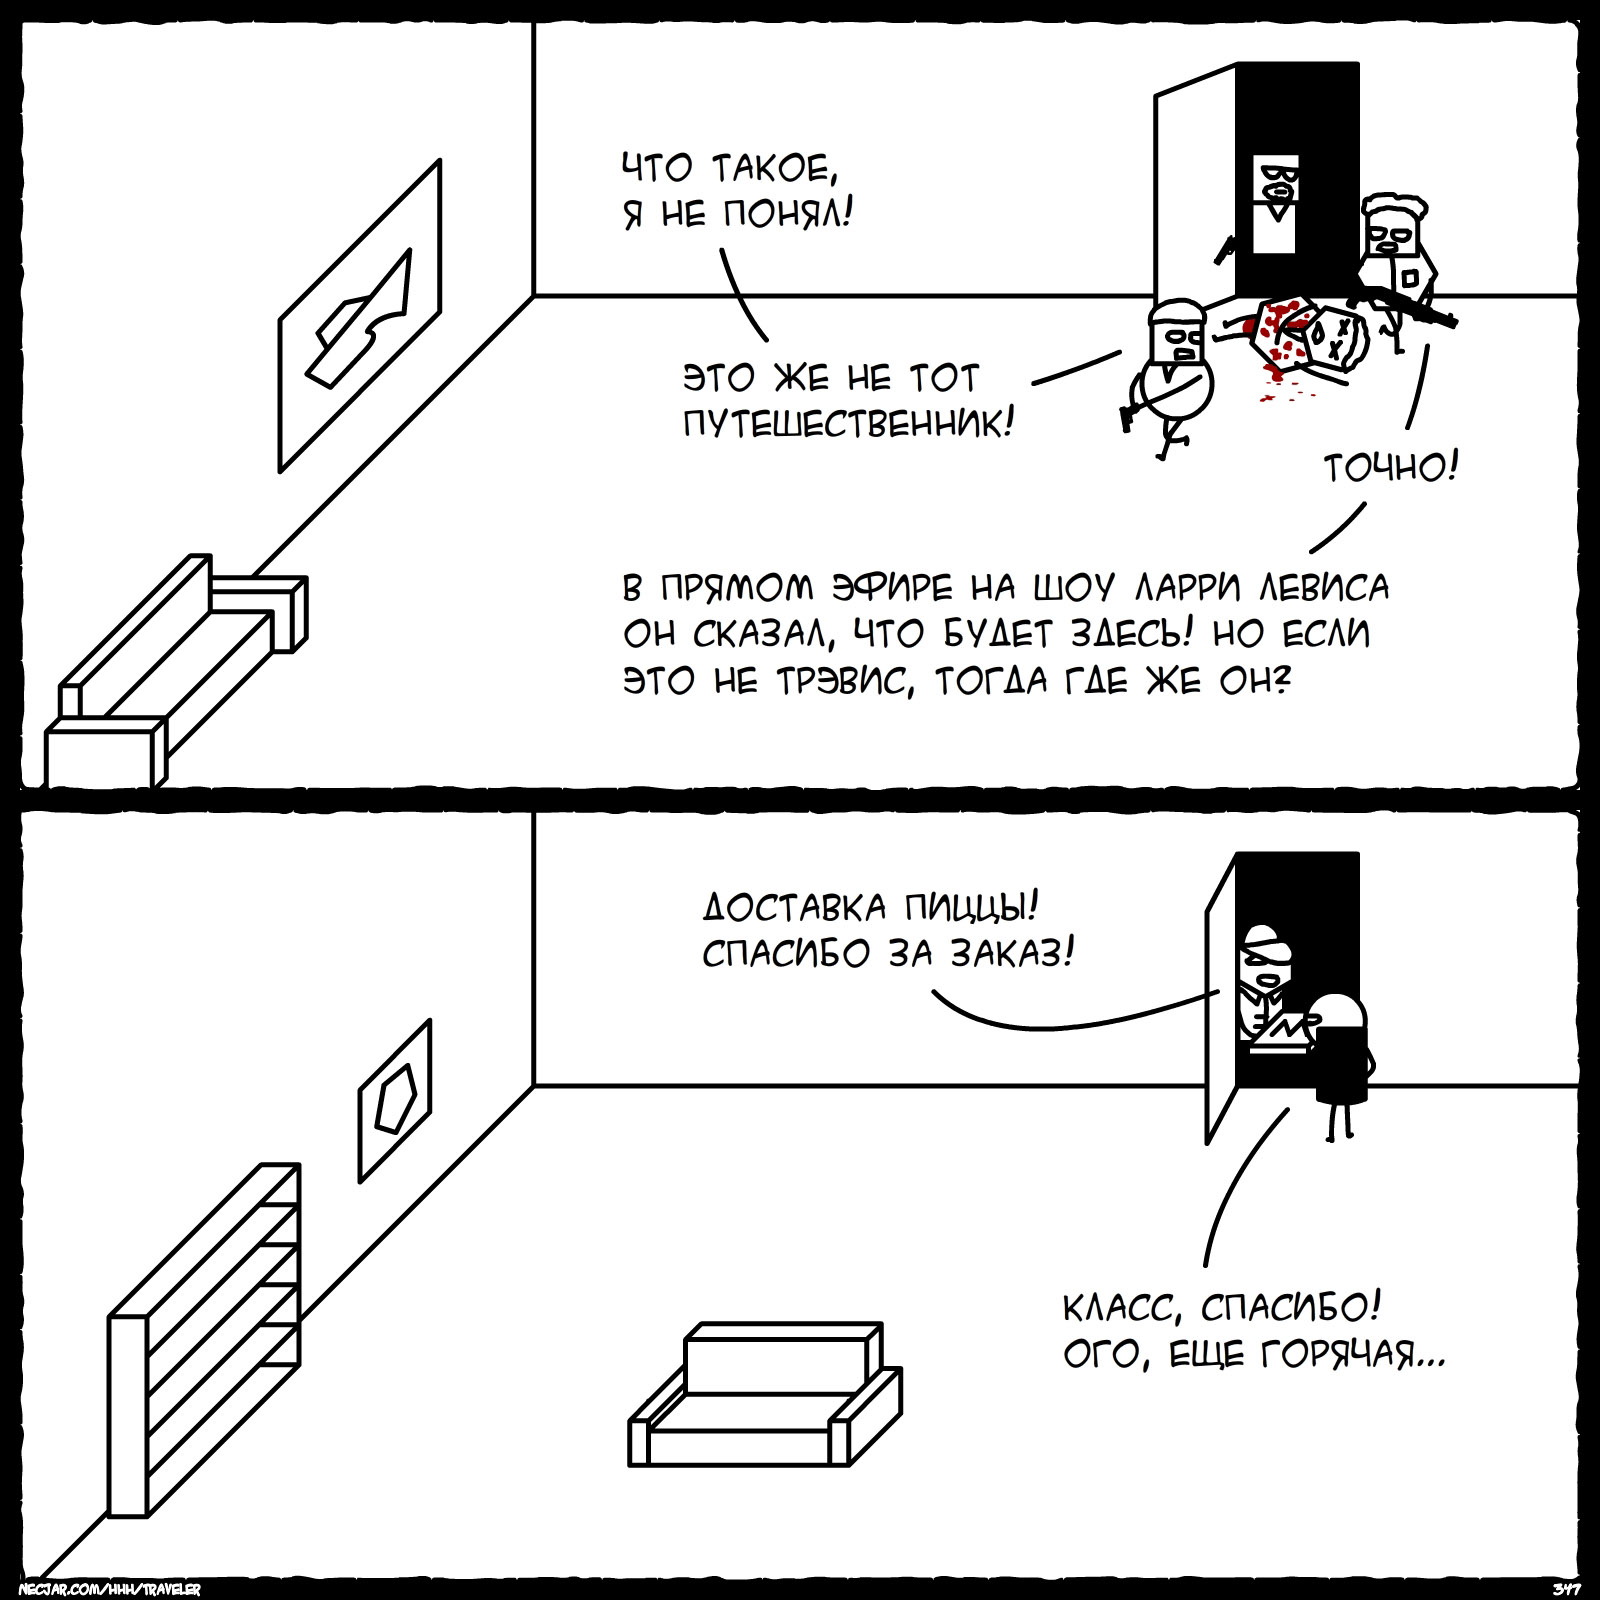 ЧТО ТАКОЕ,
Я НЕ ПОНЯЛ!
ЭТО ЖЕ НЕ ТОТ
ПУТЕШЕСТВЕННИК!
ТОЧНО!
В ПРЯМОМ ЭФИРЕ НА ШОУ ЛАРРИ ЛЕВИСА
ОН СКАЗАЛ, ЧТО БУДЕТ ЗДЕСЬ! НО ЕСЛИ
ЭТО НЕ ТРЭВИС, ТОГДА ГДЕ ЖЕ ОН?
ДОСТАВКА ПИЦЦЫ!
СПАСИБО ЗА ЗАКАЗ!
КЛАСС, СПАСИБО!
ОГО, ЕЩЕ ГОРЯЧАЯ...
NECJAR.COM/HHH/TRAVELER
347